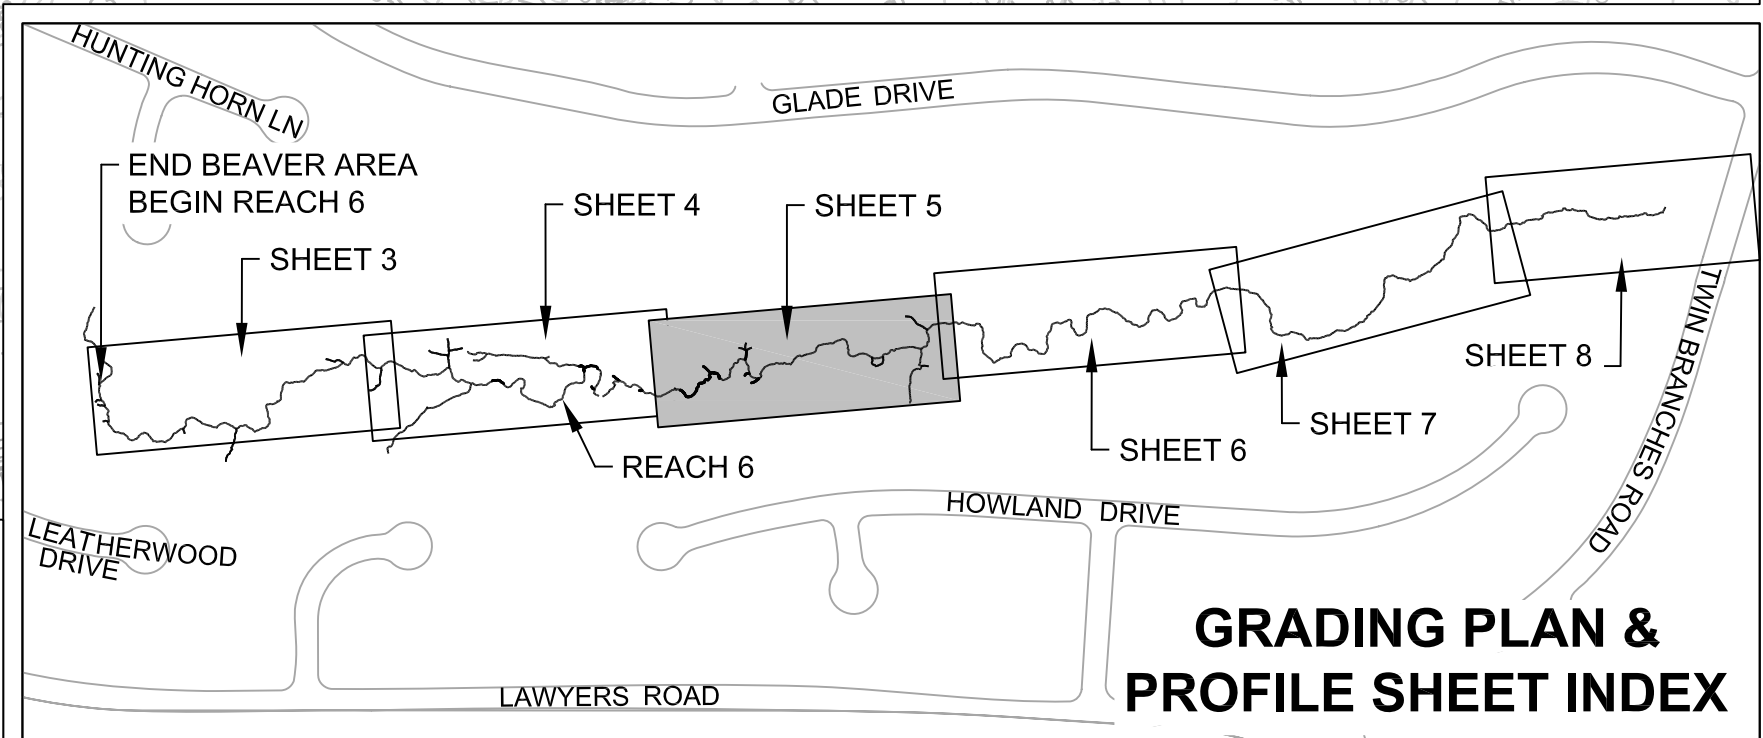 HUNTING HORN LN
GLADE DRIVE
END BEAVER AREA
BEGIN REACH 6
SHEET 3
SHEET 4
SHEET 5
SHEET 6
SHEET 7
SHEET 8
REACH 6
TWIN BRANCHES ROAD
HOWLAND DRIVE
LEATHERWOOD
DRIVE
LAWYERS ROAD
GRADING PLAN &
PROFILE SHEET INDEX